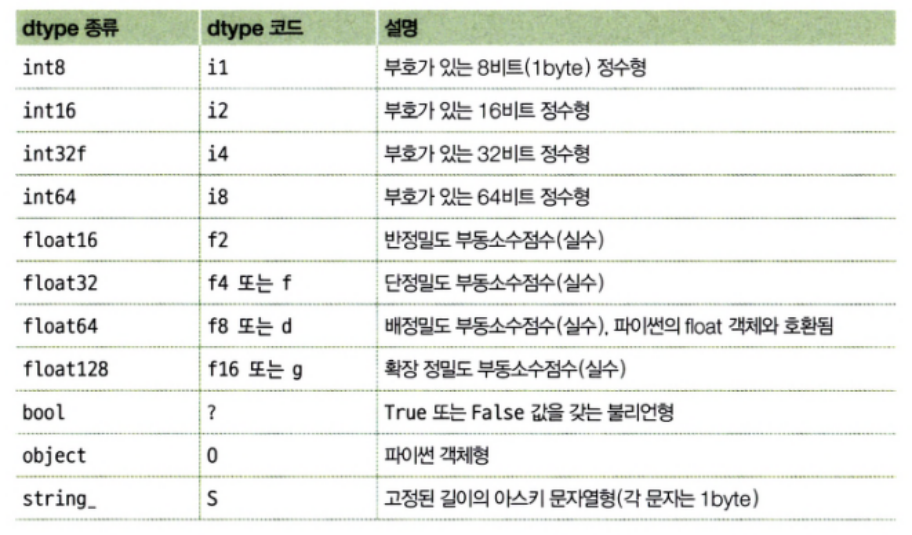 dtype 종류 dtype 코드 설명
int8 i1 부호가 있는 8비트(1byte) 정수형
int16 i2 부호가 있는 16비트 정수형
int32f i4 부호가 있는 32비트 정수형
int64 i8 부호가 있는 64비트 정수형
float16 f2 반정밀도 부동소수점수(실수)
float32 f4 또는 f 단정밀도 부동소수점수(실수)
float64 f8 또는 d 배정밀도 부동소수점수(실수), 파이썬의 float 객체와 호환됨
float128 f16 또는 g 확장 정밀도 부동소수점수(실수)
bool ? True 또는 False 값을 갖는 불리언형
object O 파이썬 객체형
string_ S 고정된 길이의 아스키 문자열형(각 문자는 1byte)